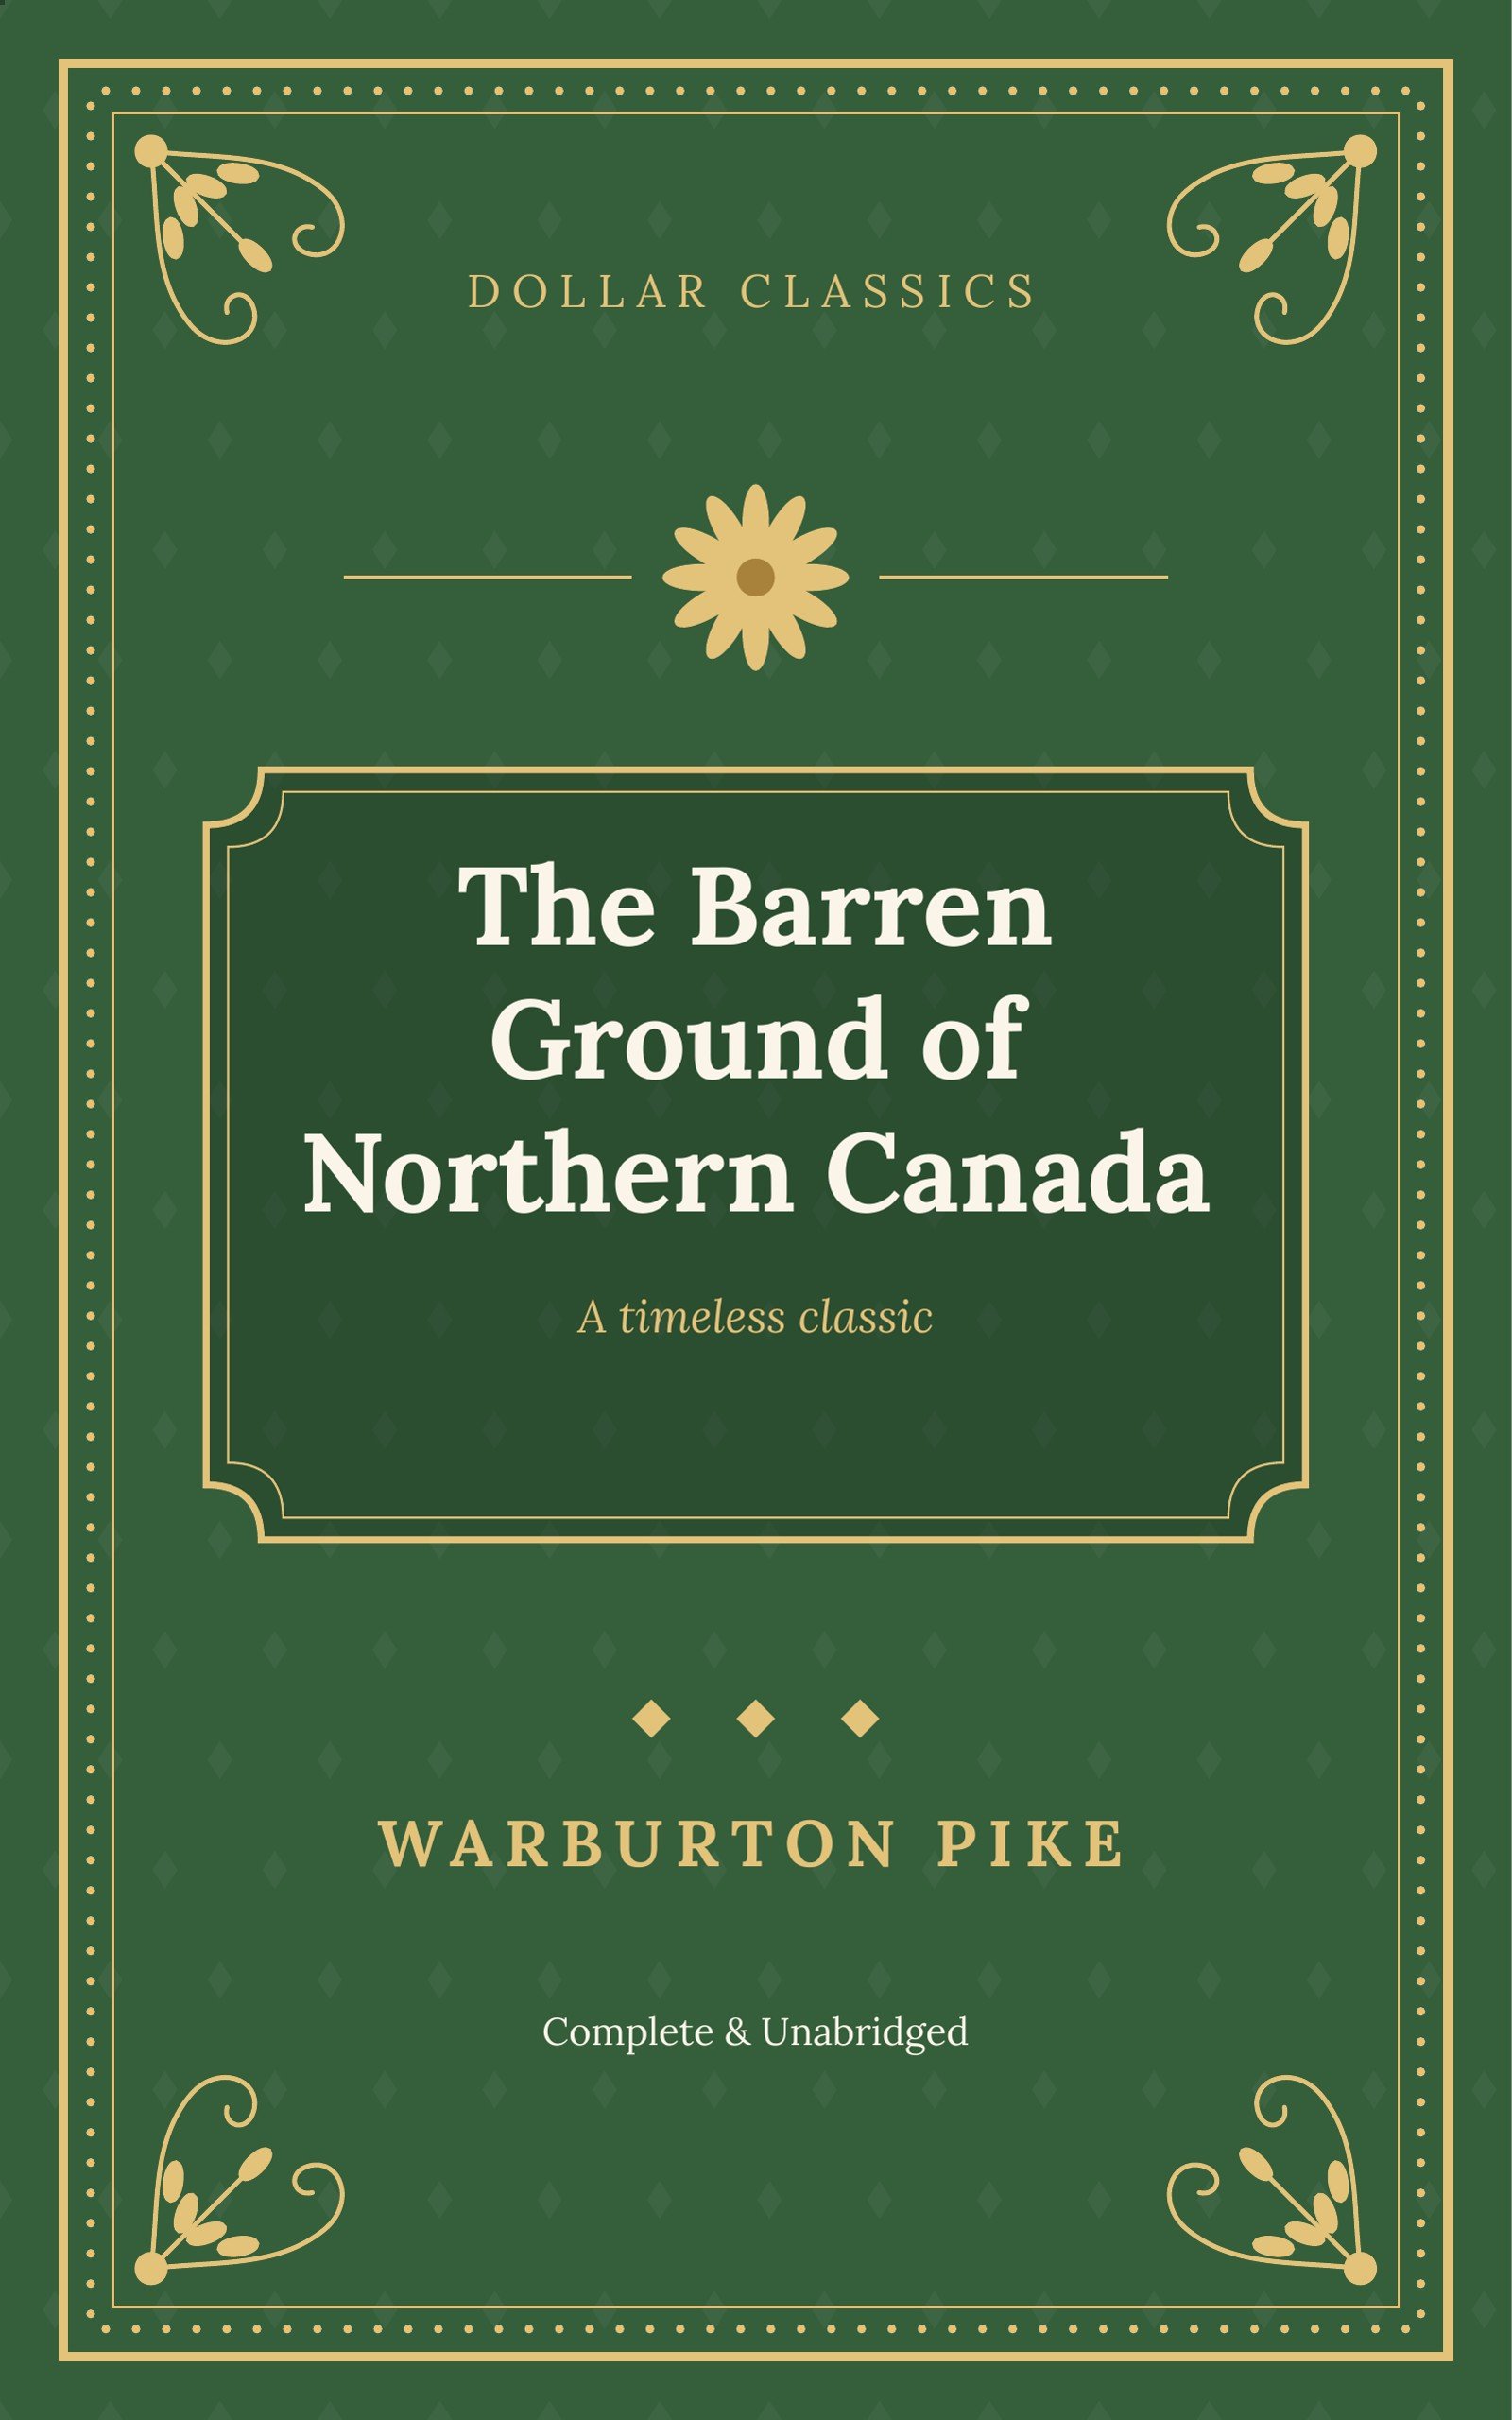 DOLLAR CLASSICS
The Barren
Ground of
Northern Canada
A timeless classic
WARBURTON PIKE
Complete & Unabridged